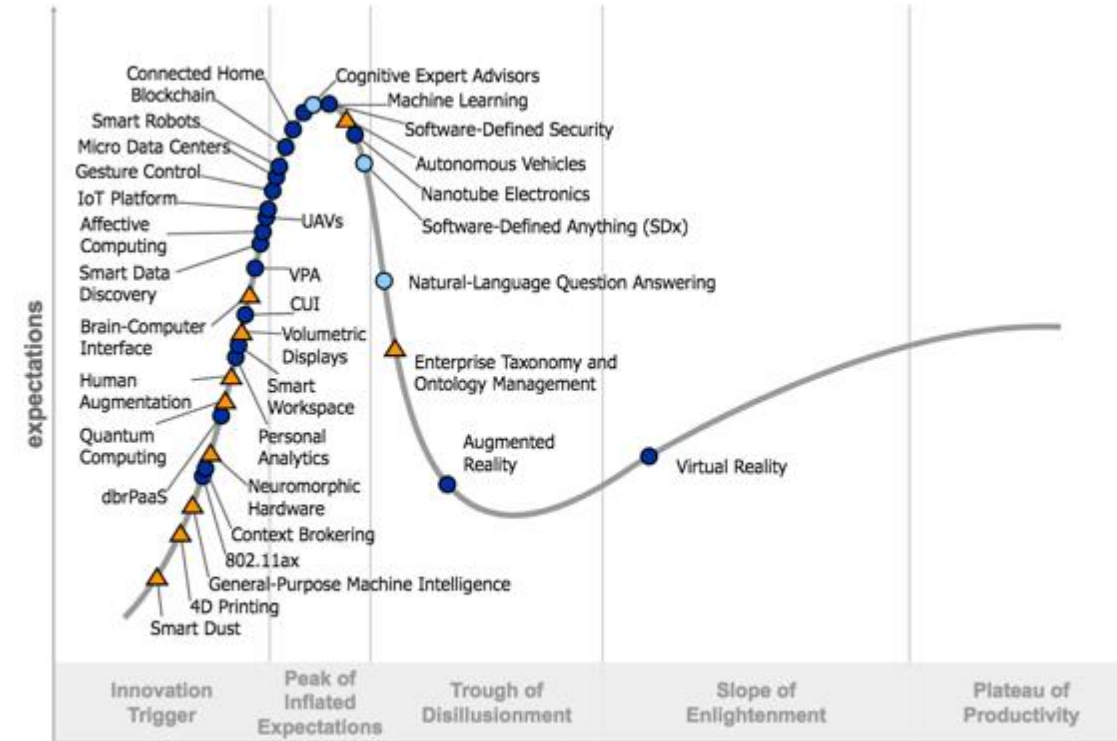 Connected Home
Blockchain
Smart Robots
Micro Data Centers
Gesture Control
IoT Platform
Affective
Computing
Smart Data
Discovery
Brain-Computer
Interface
Human
Augmentation
Quantum
Computing
dbrPaaS
Cognitive Expert Advisors
Machine Learning
Software-Defined Security
Autonomous Vehicles
Nanotube Electronics
Software-Defined Anything (SDx)
UAVs
VPA
CUI
Volumetric
Displays
Smart
Workspace
Personal
Analytics
Neuromorphic
Hardware
Context Brokering
802.11ax
General-Purpose Machine Intelligence
4D Printing
Smart Dust
Natural-Language Question Answering
Enterprise Taxonomy and
Ontology Management
Augmented
Reality
Virtual Reality
expectations
Innovation
Trigger
Peak of
Inflated
Expectations
Trough of
Disillusionment
Slope of
Enlightenment
Plateau of
Productivity